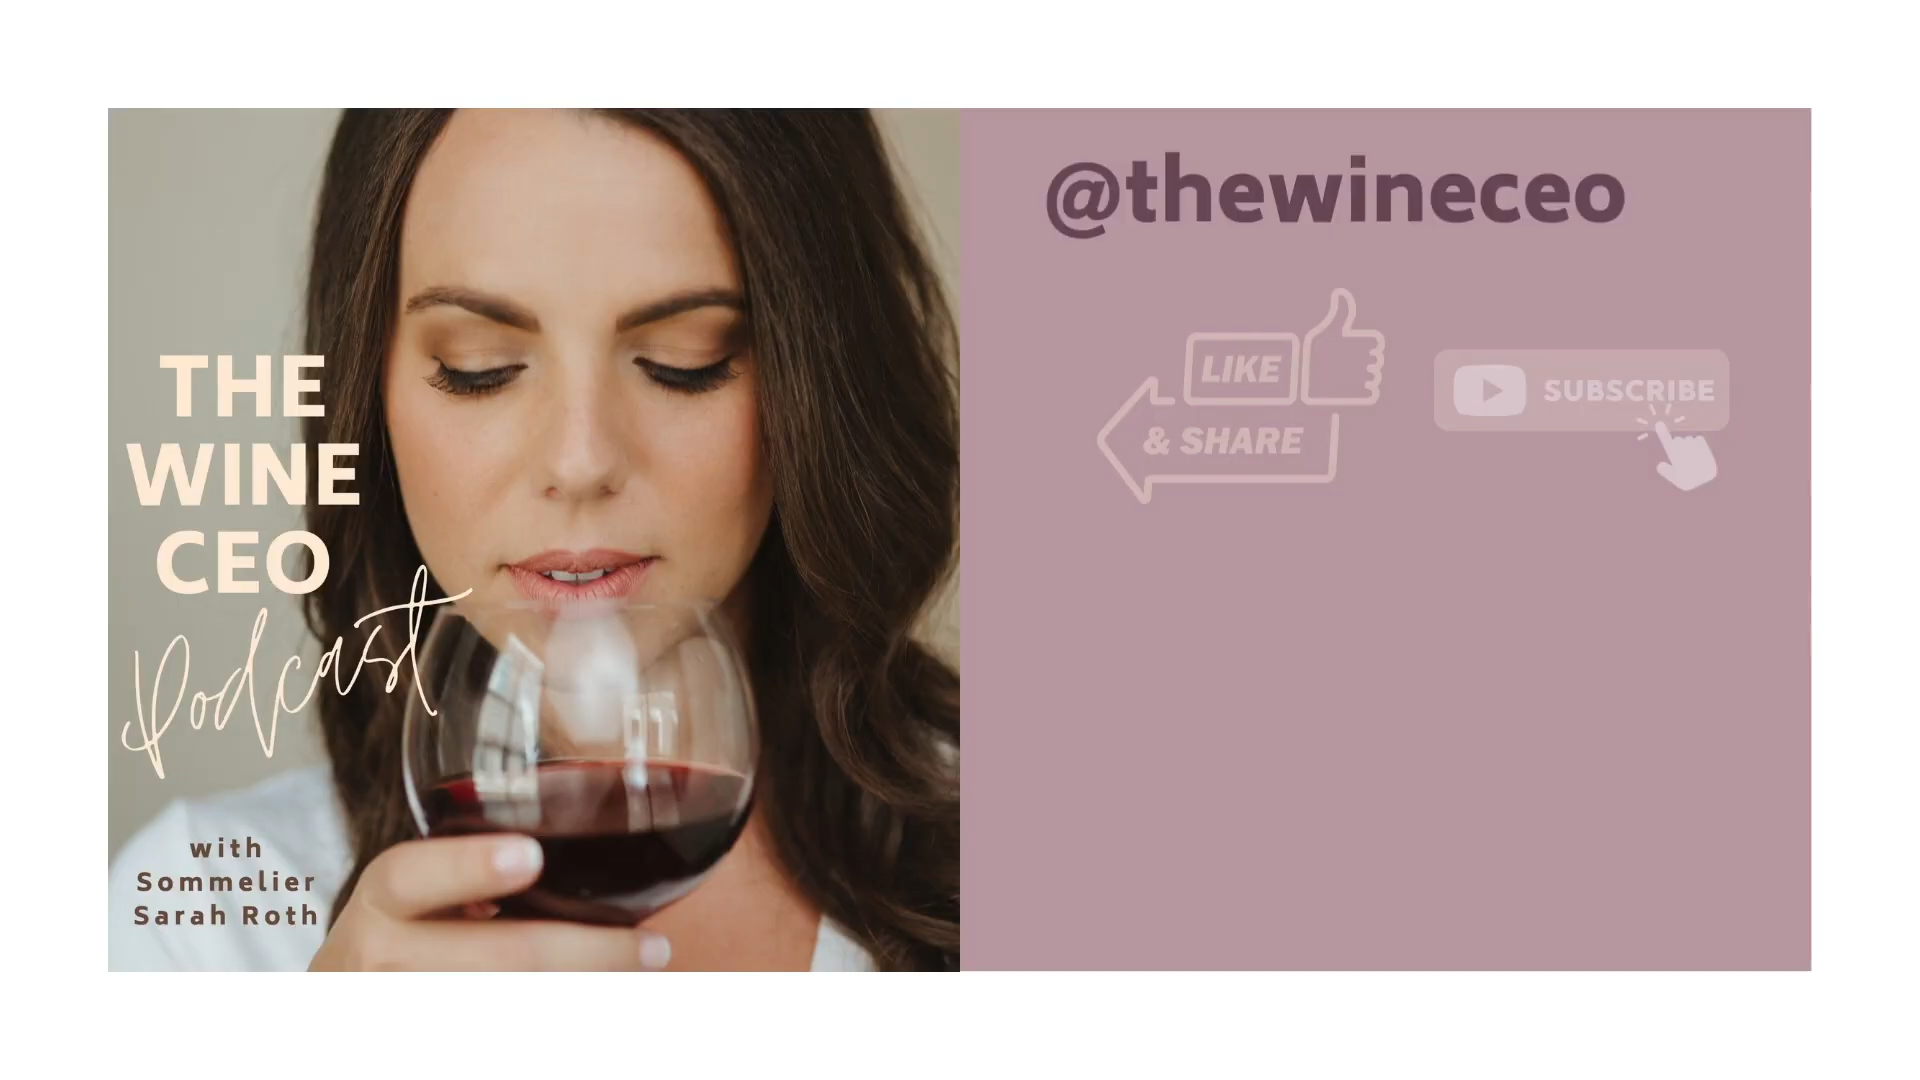 THE
WINE
CEO
Podcast
with
Sommelier
Sarah Roth
@thewineceo
LIKE
& SHARE
SUBSCRIBE